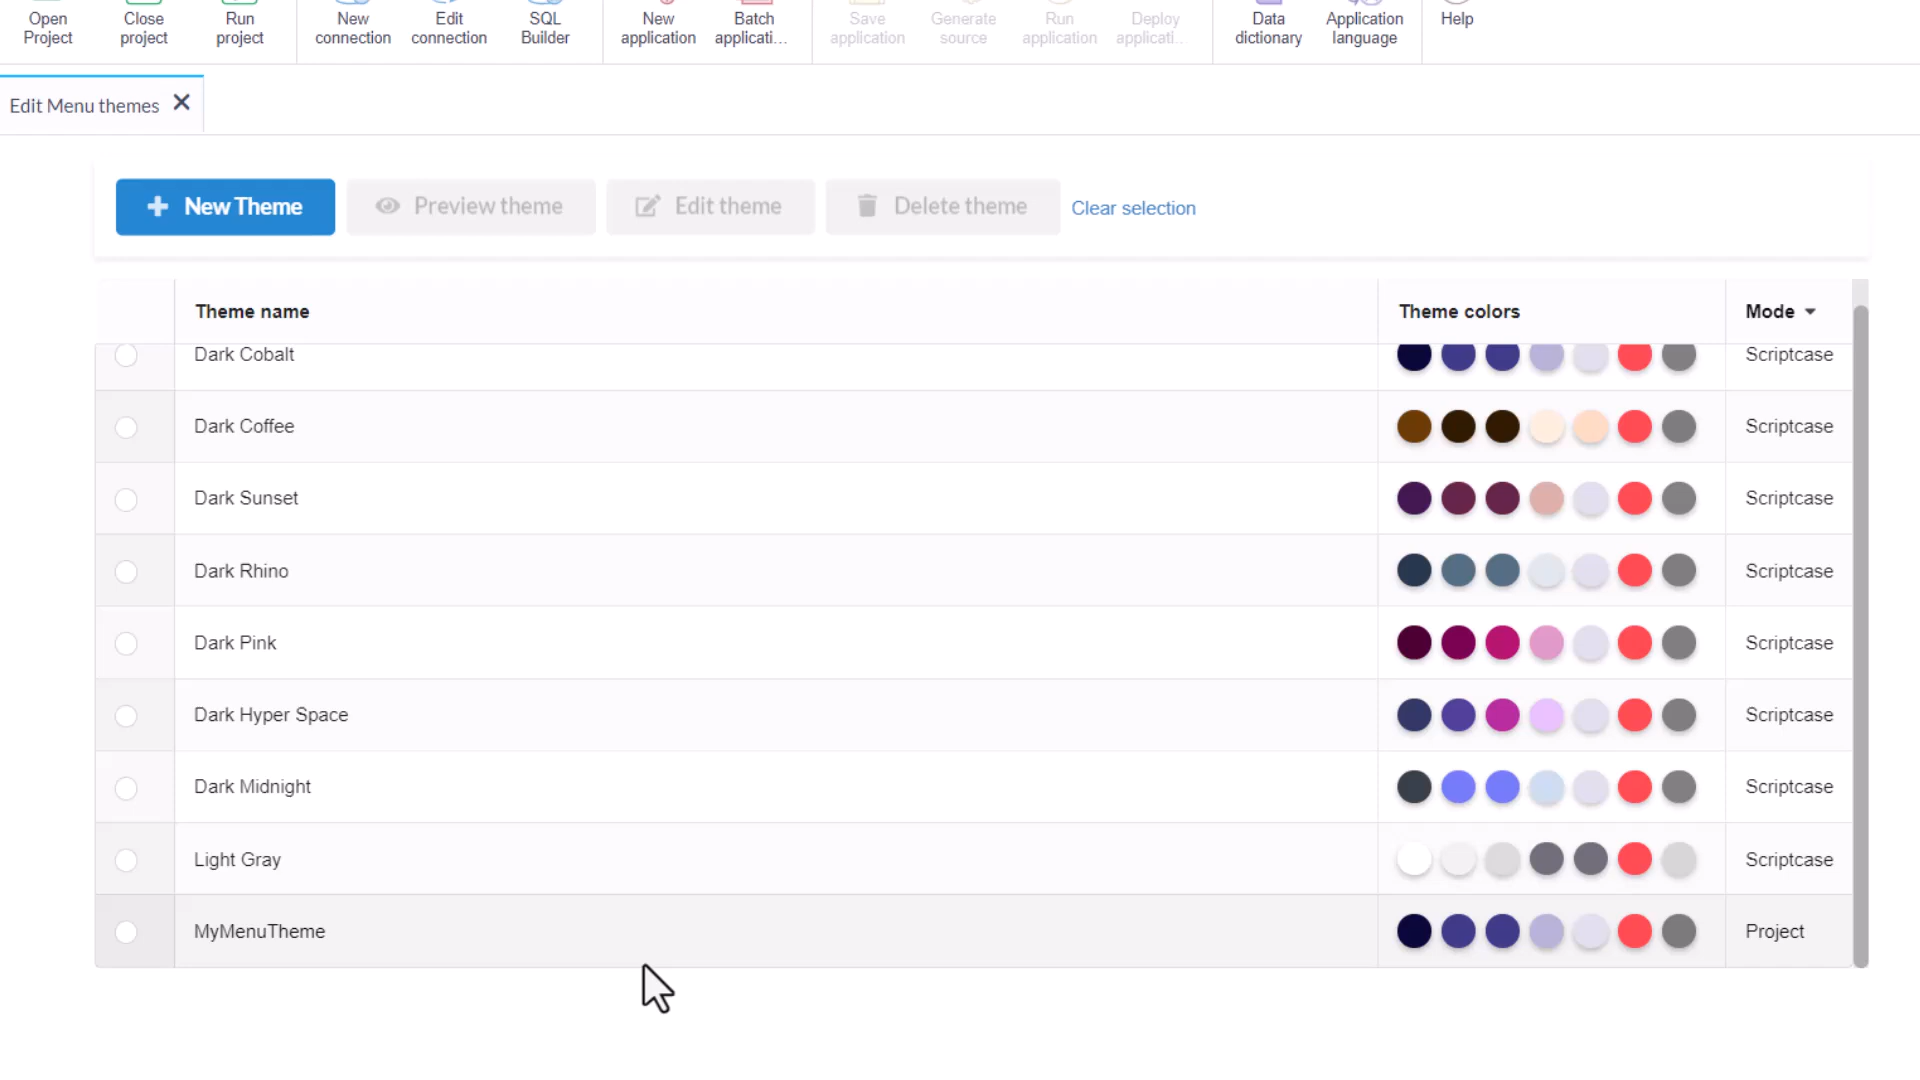 Open Project
Close project
Run project
New connection
Edit connection
SQL Builder
New application
Batch applicati...
Save application
Generate source
Run application
Deploy applicati..
Data dictionary
Application language
Help
Edit Menu themes
New Theme
Preview theme
Edit theme
Delete theme
Clear selection
Theme name Theme colors Mode
Dark Cobalt Scriptcase
Dark Coffee Scriptcase
Dark Sunset Scriptcase
Dark Rhino Scriptcase
Dark Pink Scriptcase
Dark Hyper Space Scriptcase
Dark Midnight Scriptcase
Light Gray Scriptcase
MyMenuTheme Project